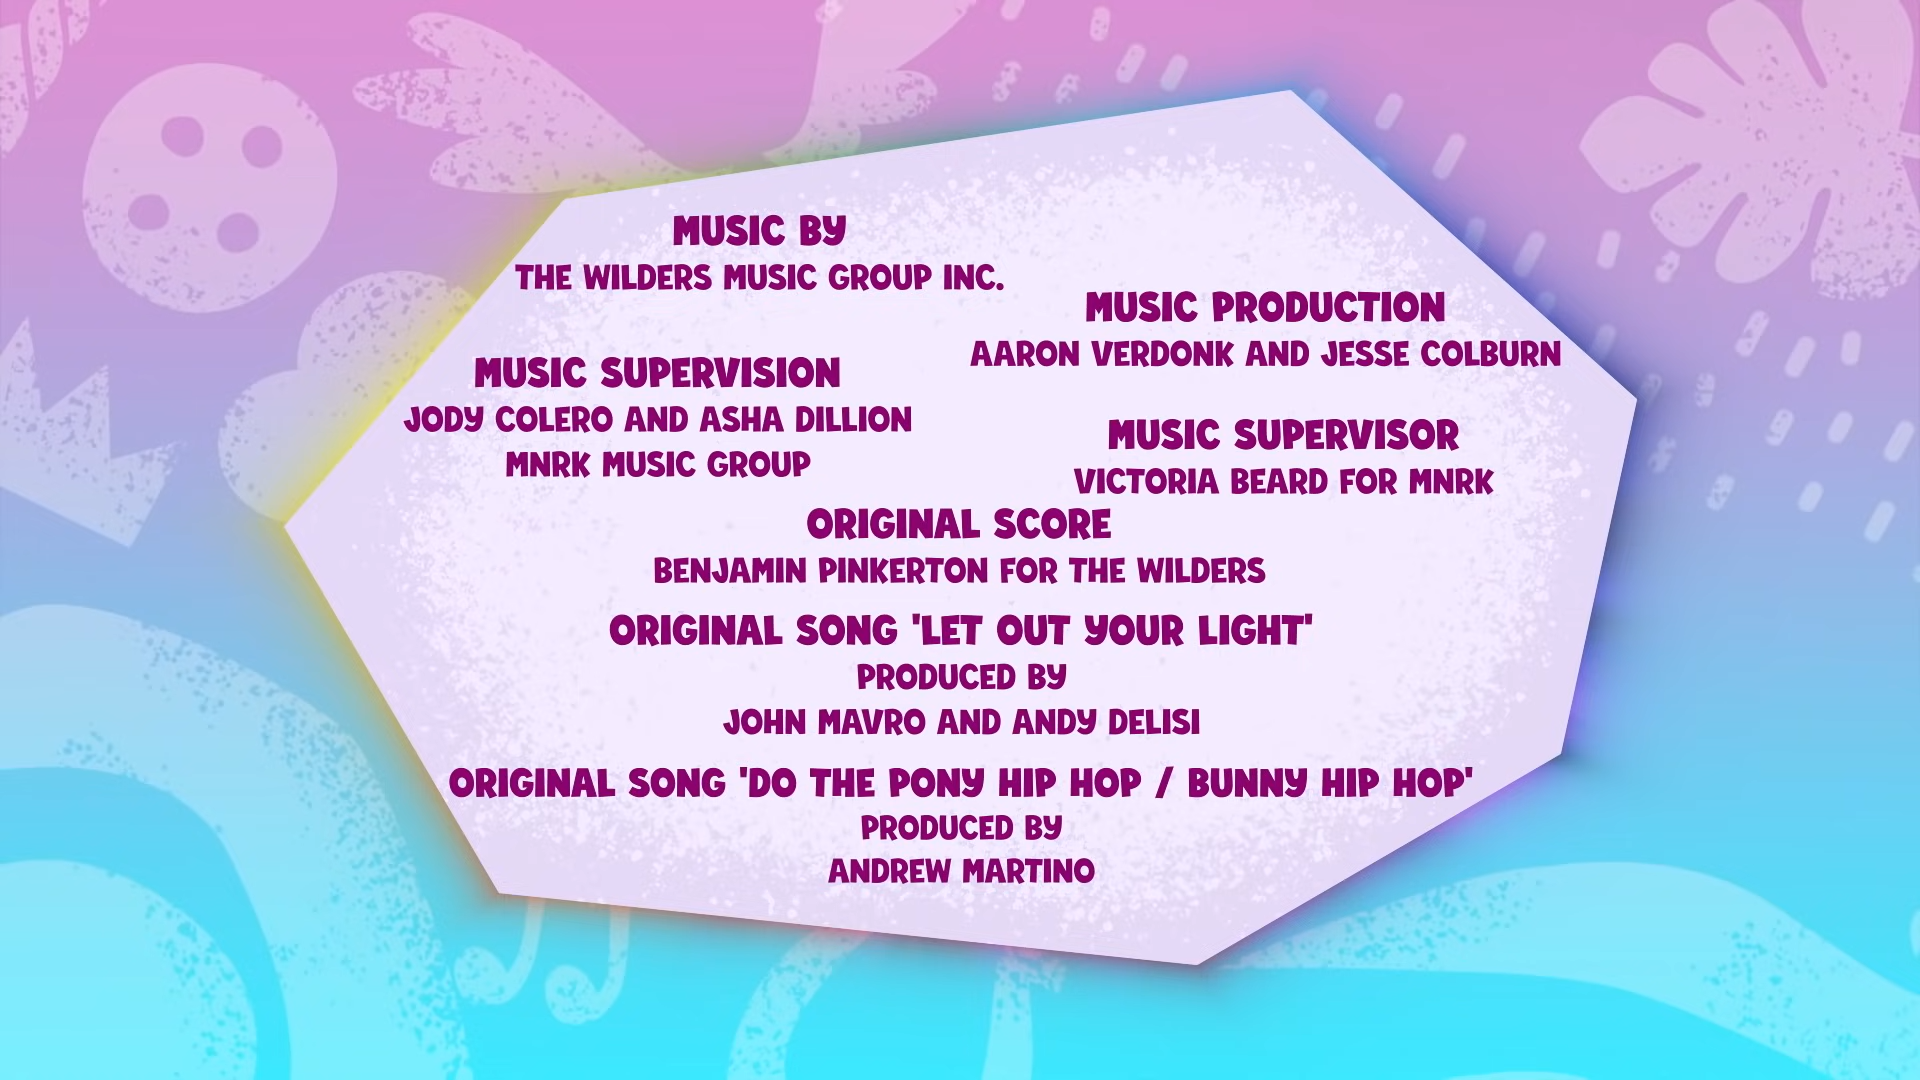 MUSIC BY
THE WILDERS MUSIC GROUP INC.
MUSIC PRODUCTION
AARON VERDONK AND JESSE COLBURN
MUSIC SUPERVISION
JODY COLERO AND ASHA DILLION
MNRK MUSIC GROUP
MUSIC SUPERVISOR
VICTORIA BEARD FOR MNRK
ORIGINAL SCORE
BENJAMIN PINKERTON FOR THE WILDERS
ORIGINAL SONG 'LET OUT YOUR LIGHT'
PRODUCED BY
JOHN MAVRO AND ANDY DELISI
ORIGINAL SONG 'DO THE PONY HIP HOP / BUNNY HIP HOP'
PRODUCED BY
ANDREW MARTINO